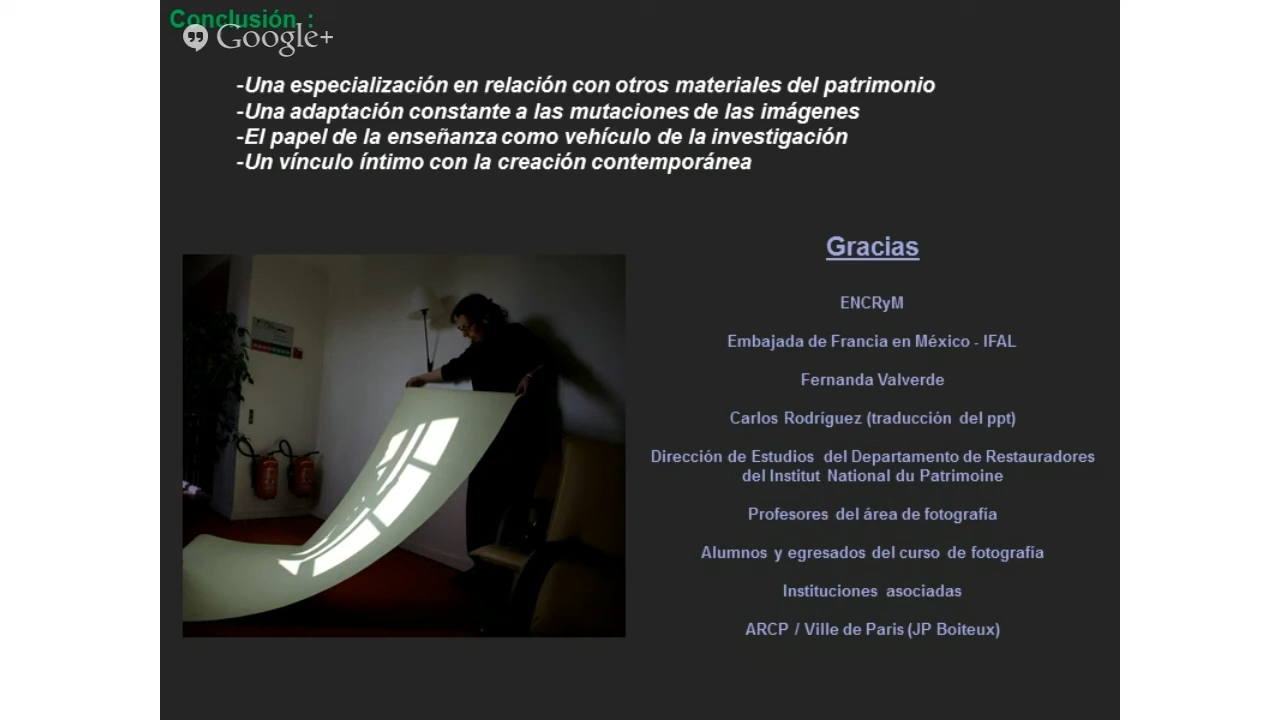 Conclusión :
Google+
-Una especialización en relación con otros materiales del patrimonio
-Una adaptación constante a las mutaciones de las imágenes
-El papel de la enseñanza como vehículo de la investigación
-Un vínculo íntimo con la creación contemporánea
Gracias
ENCRyM
Embajada de Francia en México - IFAL
Fernanda Valverde
Carlos Rodríguez (traducción del ppt)
Dirección de Estudios del Departamento de Restauradores
del Institut National du Patrimoine
Profesores del área de fotografía
Alumnos y egresados del curso de fotografía
Instituciones asociadas
ARCP / Ville de Paris (JP Boiteux)